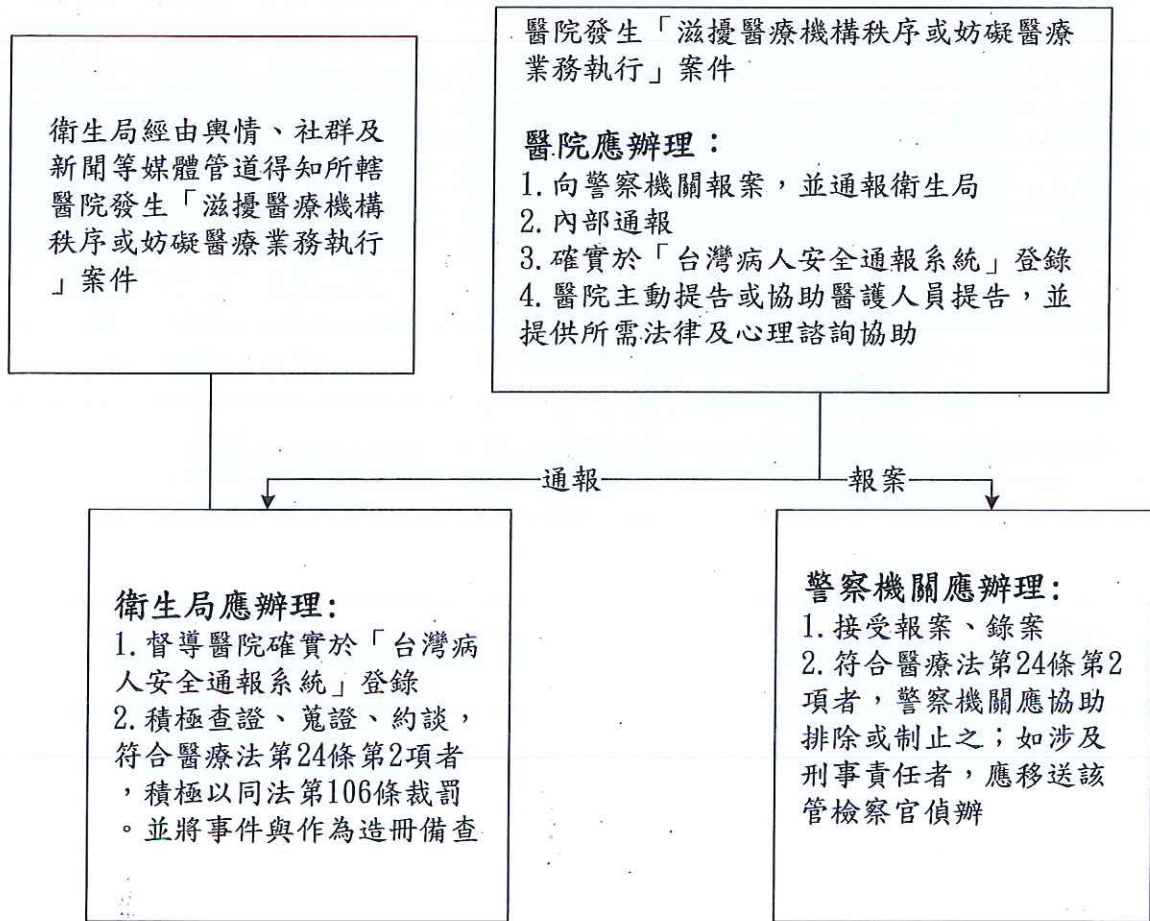 衛生局經由輿情、社群及
新聞等媒體管道得知所轄
醫院發生「滋擾醫療機構
秩序或妨礙醫療業務執行
」案件
醫院發生「滋擾醫療機構秩序或妨礙醫療
業務執行」案件
醫院應辦理：
1.向警察機關報案，並通報衛生局
2.內部通報
3.確實於「台灣病人安全通報系統」登錄
4.醫院主動提告或協助醫護人員提告，並
提供所需法律及心理諮詢協助
通報
報案
衛生局應辦理:
1.督導醫院確實於「台灣病
人安全通報系統」登錄
2.積極查證、蒐證、約談，
符合醫療法第24條第2項者
，積極以同法第106條裁罰
。並將事件與作為造冊備查
警察機關應辦理:
1.接受報案、錄案
2.符合醫療法第24條第2
項者，警察機關應協助
排除或制止之；如涉及
刑事責任者，應移送該
管檢察官偵辦